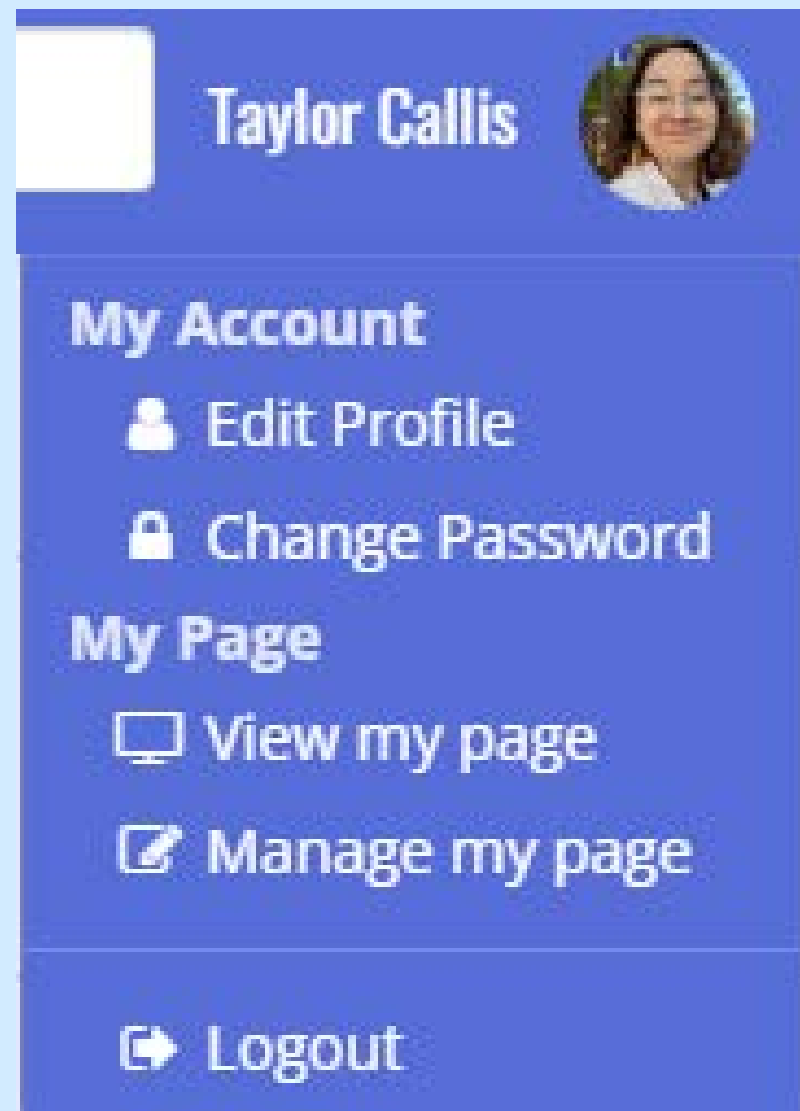 Taylor Callis
My Account
Edit Profile
Change Password
My Page
View my page
Manage my page
Logout